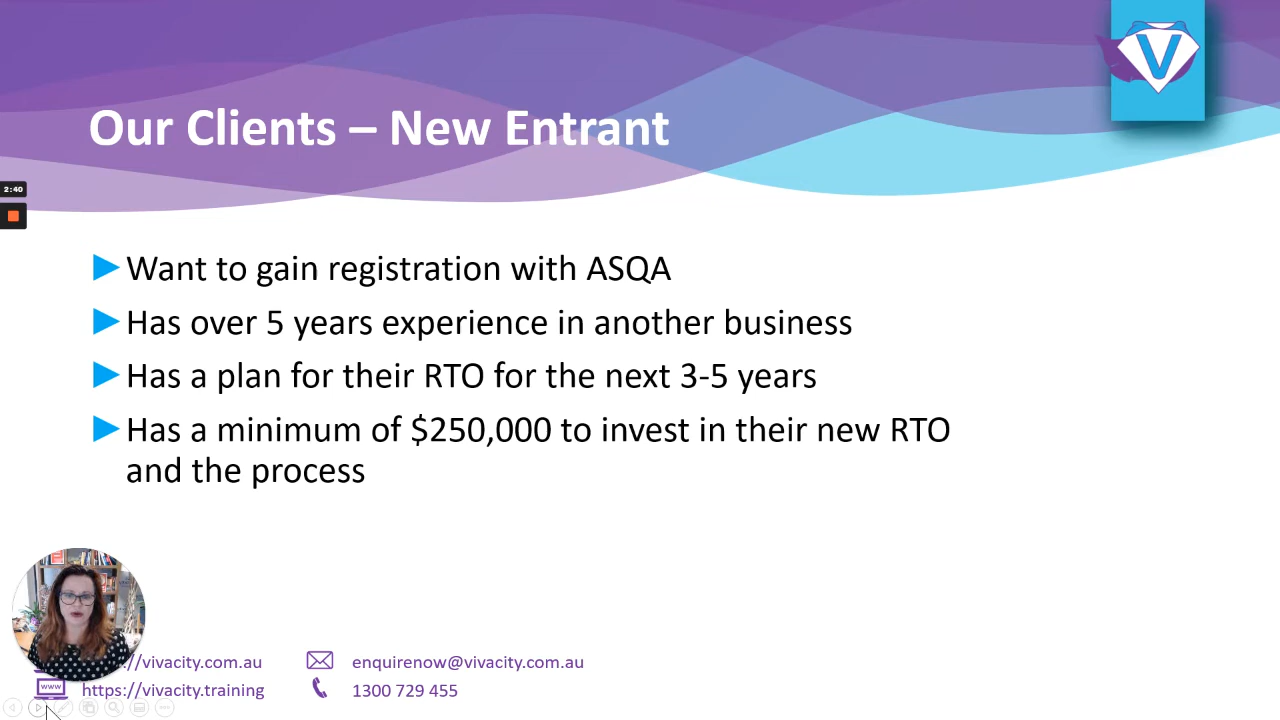 V
Our Clients – New Entrant
2:40
Want to gain registration with ASQA
Has over 5 years experience in another business
Has a plan for their RTO for the next 3-5 years
Has a minimum of $250,000 to invest in their new RTO
and the process
://vivacity.com.au
enquirenow@vivacity.com.au
www
https://vivacity.training
1300 729 455